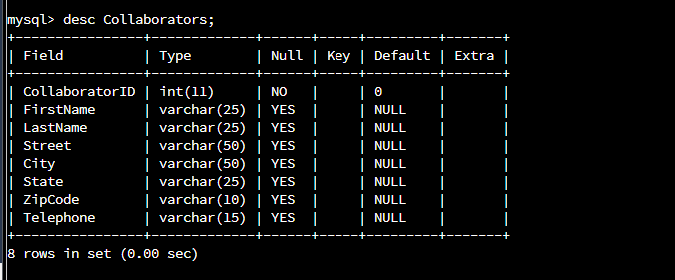 mysql> desc Collaborators;
+----------------+-------------+------+-----+---------+-------+
| Field          | Type        | Null | Key | Default | Extra |
+----------------+-------------+------+-----+---------+-------+
| CollaboratorID | int(11)     | NO   |     | 0       |       |
| FirstName      | varchar(25) | YES  |     | NULL    |       |
| LastName       | varchar(25) | YES  |     | NULL    |       |
| Street         | varchar(50) | YES  |     | NULL    |       |
| City           | varchar(50) | YES  |     | NULL    |       |
| State          | varchar(25) | YES  |     | NULL    |       |
| ZipCode        | varchar(10) | YES  |     | NULL    |       |
| Telephone      | varchar(15) | YES  |     | NULL    |       |
+----------------+-------------+------+-----+---------+-------+
8 rows in set (0.00 sec)